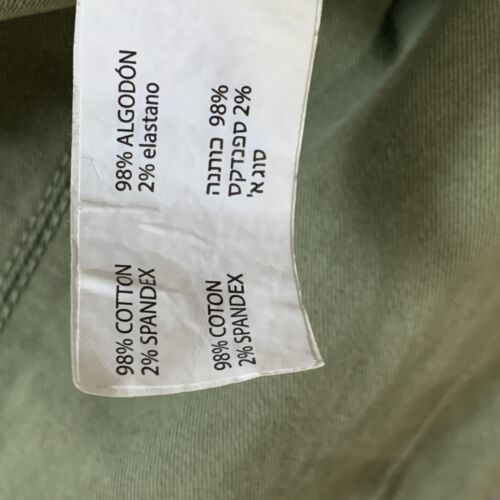 98% COTTON
2% SPANDEX
98% ALGODÓN
2% elastano
98% COTON
2% SPANDEX
98% כותנה
2% ספנדקס
סוג א'